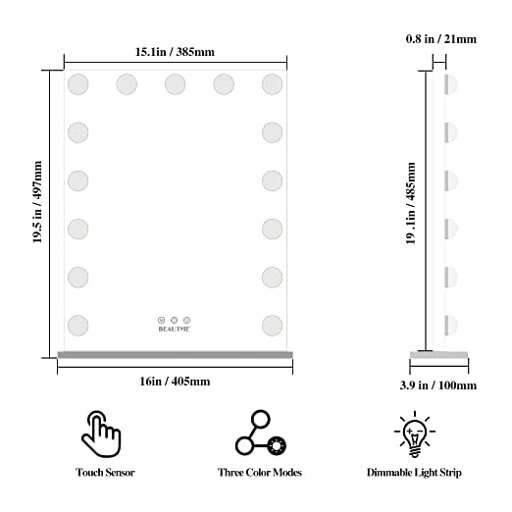 15.1in / 385mm
0.8 in / 21mm
19.5 in / 497mm
19 .1in / 485mm
BEAUTME
16in / 405mm
3.9 in / 100mm
Touch Sensor
Three Color Modes
Dimmable Light Strip